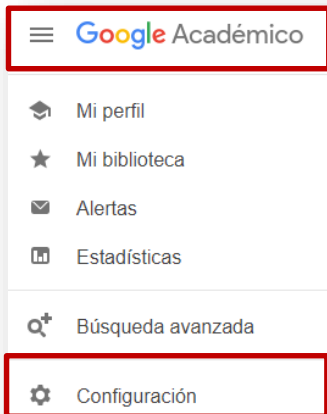 Google Académico
Mi perfil
Mi biblioteca
Alertas
Estadísticas
Búsqueda avanzada
Configuración